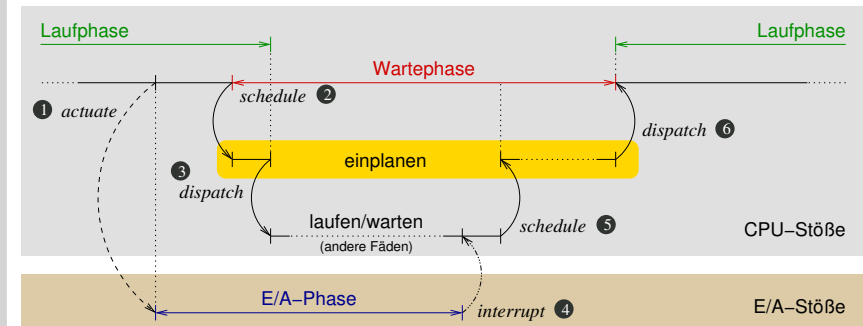 Laufphase
Laufphase
Wartephase
❶ actuate
schedule ❷
dispatch ❻
❸
dispatch
einplanen
laufen/warten
(andere Fäden)
schedule ❺
CPU–Stöße
E/A–Phase
interrupt ❹
E/A–Stöße